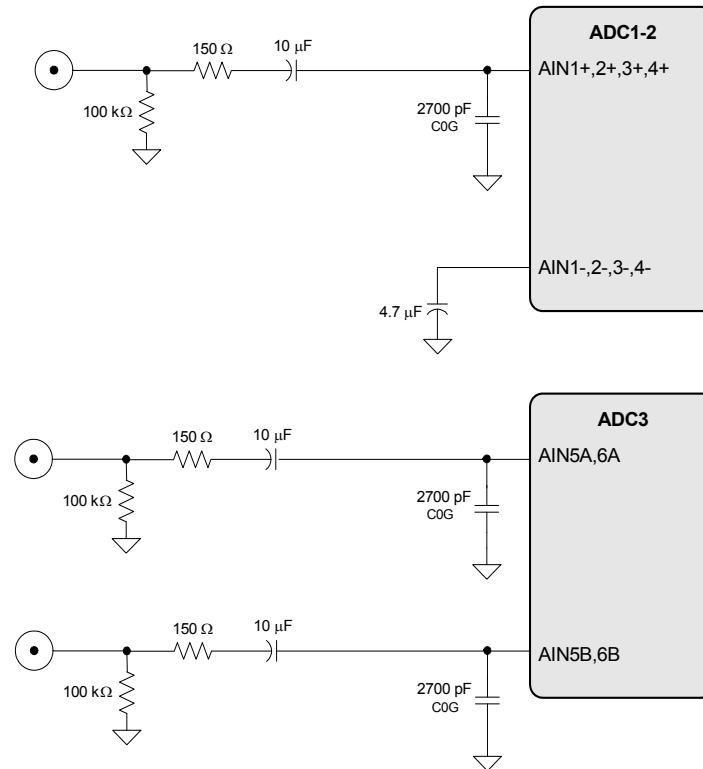 ADC1-2
150 Ω
10 µF
AIN1+,2+,3+,4+
100 kΩ
2700 pF
C0G
AIN1-,2-,3-,4-
4.7 µF
ADC3
150 Ω
10 µF
AIN5A,6A
100 kΩ
2700 pF
C0G
150 Ω
10 µF
AIN5B,6B
100 kΩ
2700 pF
C0G